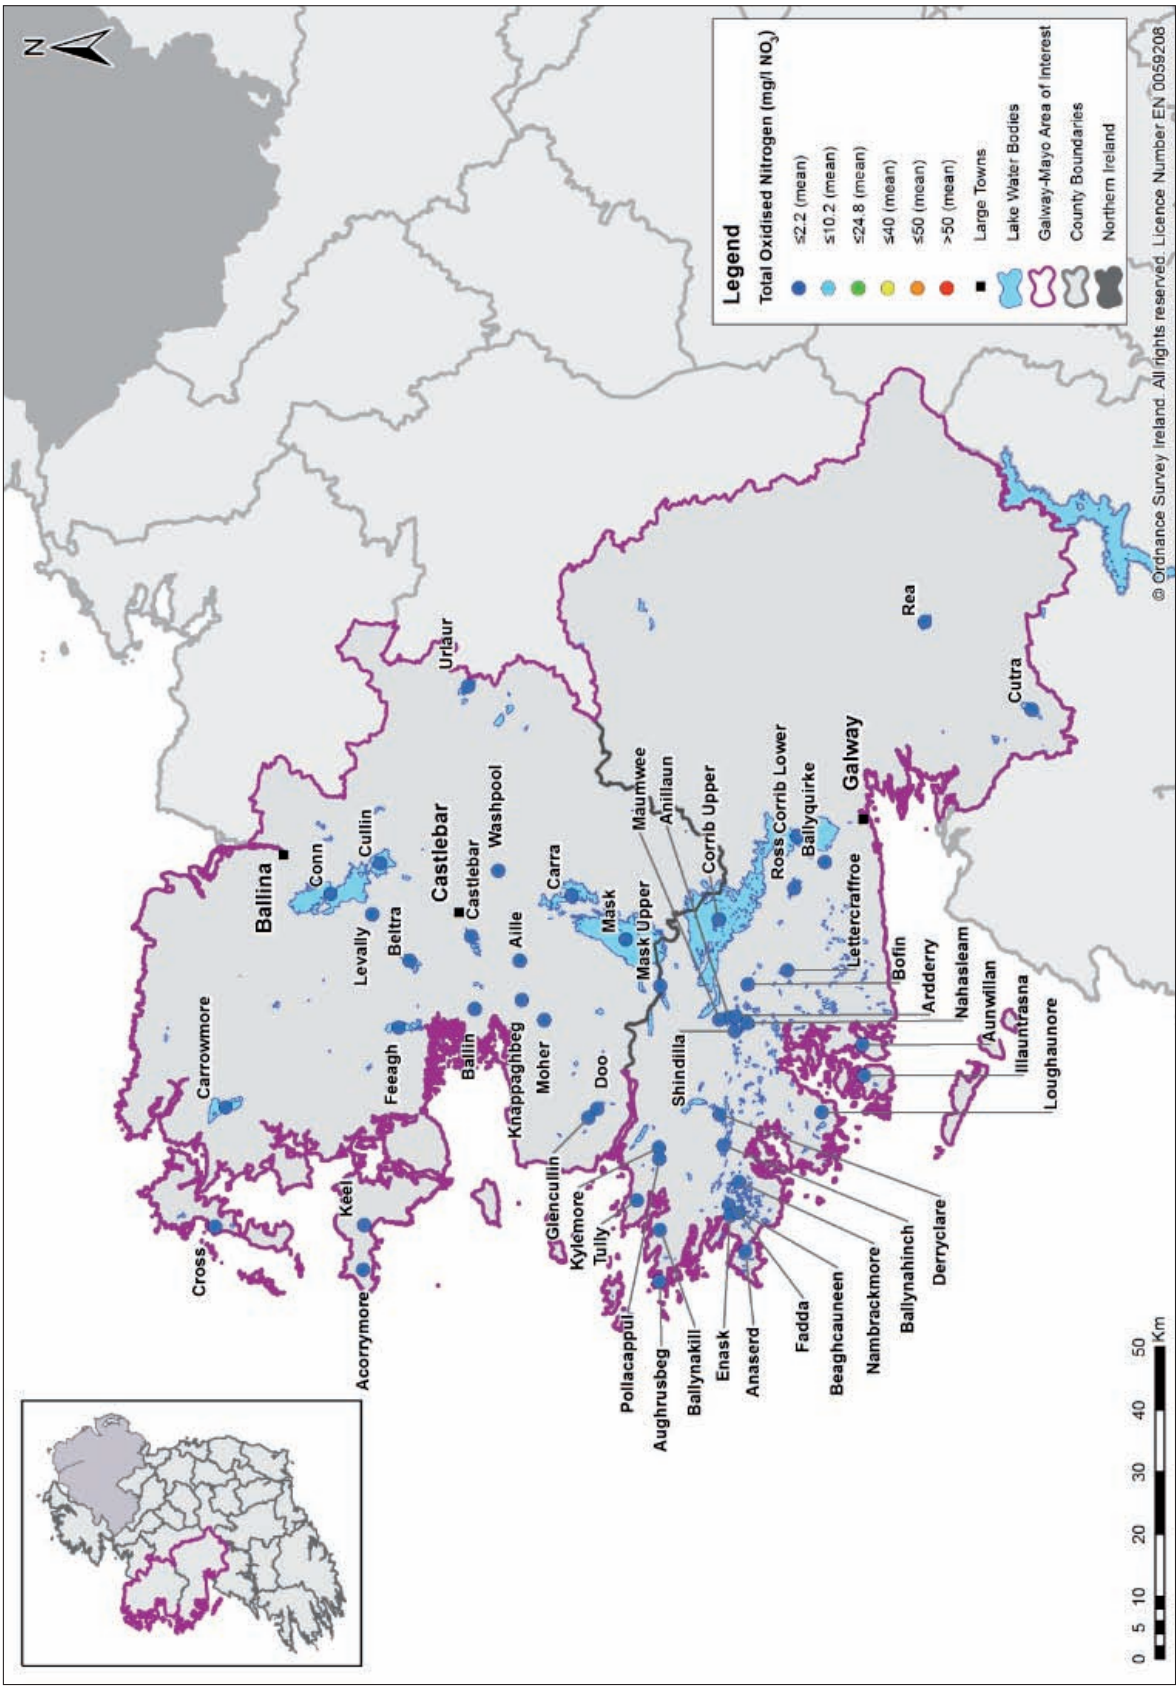 N
Cross
Carrowmore
Acorrymore
Keel
Feeagh
Ballina
Conn
Cullin
Levally
Beltra
Castlebar
Castlebar
Ballin
Knappaghbeg
Aille
Washpool
Moher
Urlaur
Carra
Mask
Mask Upper
Doo
Glencullin
Kylemore
Tully
Pollacappul
Aughrusbeg
Ballynakill
Enask
Anaserd
Fadda
Beaghcauneen
Nambrackmore
Ballynahinch
Derryclare
Shindilla
Maumwee
Anillaun
Corrib Upper
Ross
Corrib Lower
Ballyquirke
Galway
Lettercraffroe
Bofin
Ardderry
Nahasleam
Aunwillan
Illauntrasna
Loughaunore
Rea
Cutra
Legend
Total Oxidised Nitrogen (mg/l NO₃)
≤2.2 (mean)
≤10.2 (mean)
≤24.8 (mean)
≤40 (mean)
≤50 (mean)
>50 (mean)
Large Towns
Lake Water Bodies
Galway-Mayo Area of Interest
County Boundaries
Northern Ireland
0 5 10 20 30 40 50
Km
© Ordnance Survey Ireland. All rights reserved. Licence Number EN 0059208